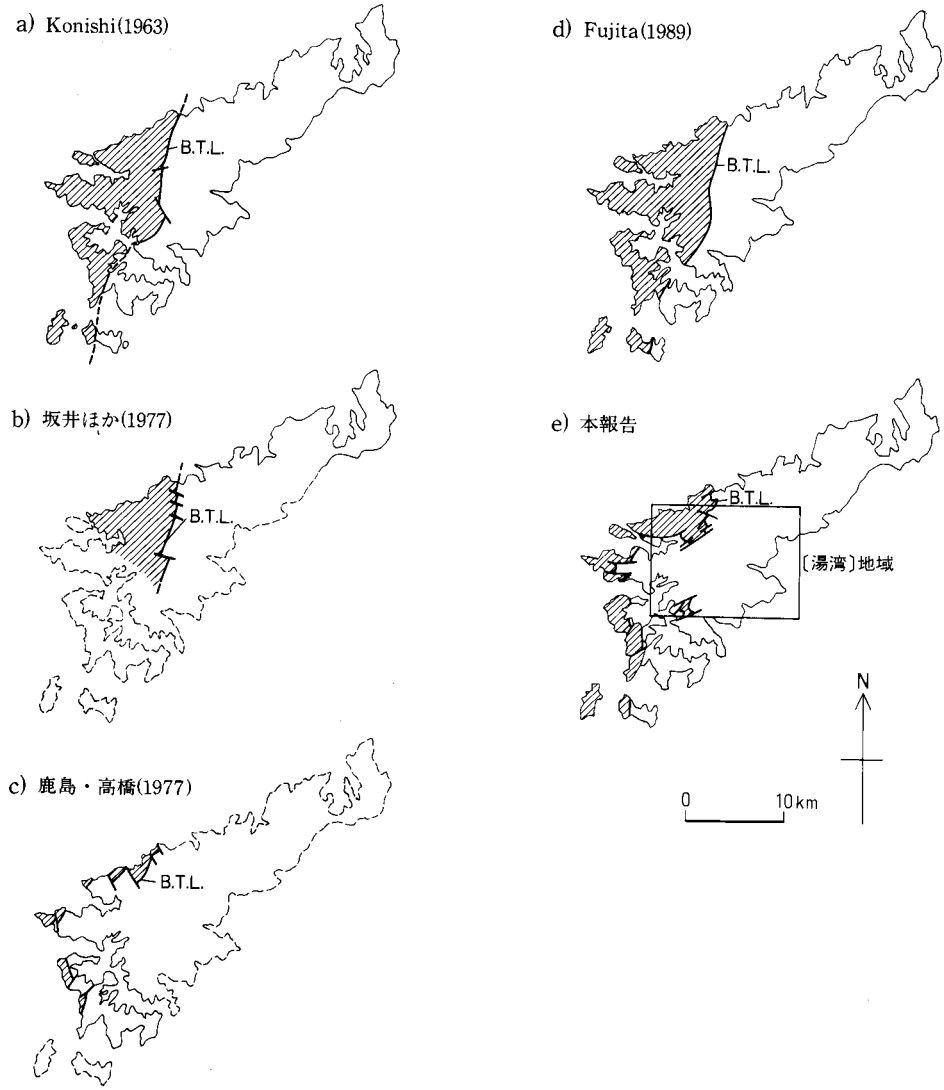 a) Konishi(1963)
B.T.L.
b) 坂井ほか(1977)
B.T.L.
c) 鹿島・高橋(1977)
B.T.L.
d) Fujita(1989)
B.T.L.
e) 本報告
B.T.L.
〔湯湾〕地域
N
0 10km